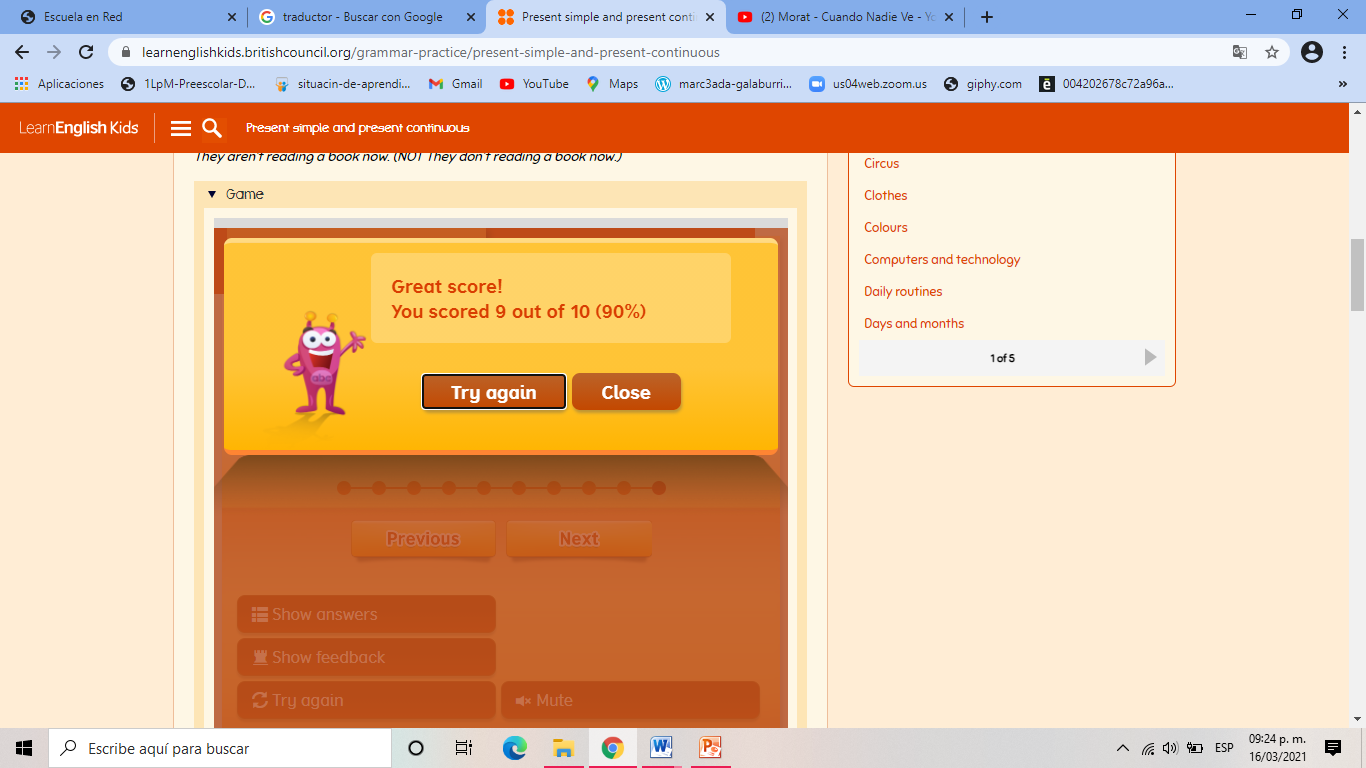 Escuela en Red
traductor - Buscar con Google
Present simple and present conti
(2) Morat - Cuando Nadie Ve - Yo
learnenglishkids.britishcouncil.org/grammar-practice/present-simple-and-present-continuous
Aplicaciones
1LpM-Preescolar-D...
situacin-de-aprendi...
Gmail
YouTube
Maps
marc3ada-galaburri...
us04web.zoom.us
giphy.com
004202678c72a96a...
»
LearnEnglish Kids
Present simple and present continuous
They aren't reading a book now. (NOT They don't reading a book now.)
Game
Great score!
You scored 9 out of 10 (90%)
abc
Try again
Close
Previous
Next
Show answers
Show feedback
Try again
Mute
Circus
Clothes
Colours
Computers and technology
Daily routines
Days and months
1 of 5
Escribe aquí para buscar
ESP
09:24 p. m.
16/03/2021